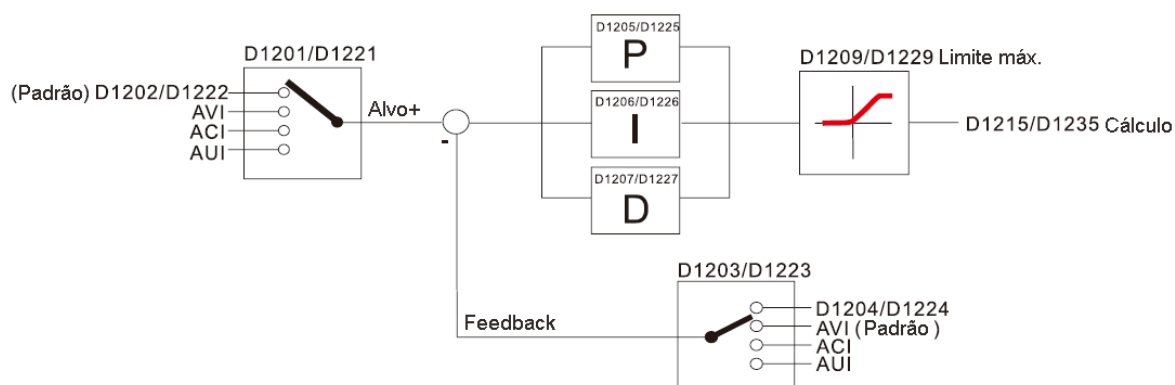 D1201/D1221
(Padrão) D1202/D1222
AVI
ACI
AUI
Alvo+
-
D1205/D1225
P
D1206/D1226
I
D1207/D1227
D
D1209/D1229 Limite máx.
D1215/D1235 Cálculo
D1203/D1223
D1204/D1224
AVI (Padrão )
ACI
AUI
Feedback